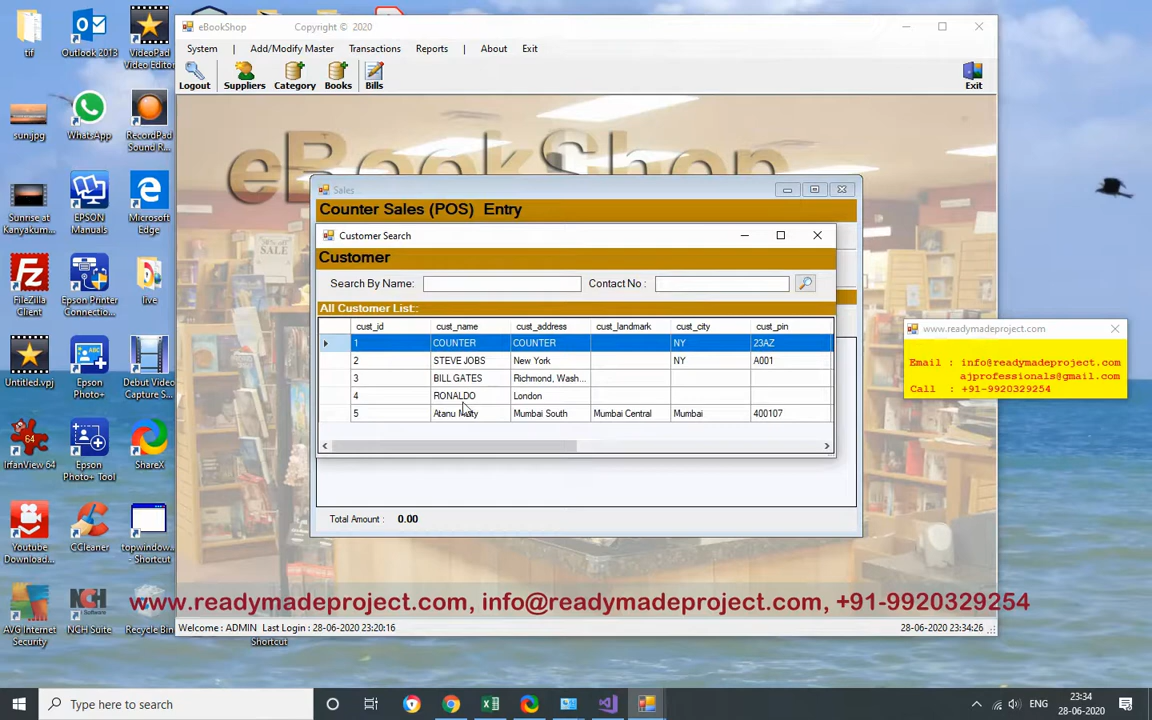 eBookShop Copyright © 2020
System | Add/Modify Master Transactions Reports | About Exit
Logout Suppliers Category Books Bills Exit
eBookShop
SALE
Sales
Counter Sales (POS) Entry
Customer Search
Customer
Search By Name: Contact No :
All Customer List::
cust_id cust_name cust_address cust_landmark cust_city cust_pin
1 COUNTER COUNTER NY 23AZ
2 STEVE JOBS New York NY A001
3 BILL GATES Richmond, Wash...
4 RONALDO London
5 Atanu Mumbai South Mumbai Central Mumbai 400107
Total Amount : 0.00
www.readymadeproject.com
Email : info@readymadeproject.com
ajprofessionals@gmail.com
Call : +91-9920329254
www.readymadeproject.com, info@readymadeproject.com, +91-9920329254
Welcome : ADMIN Last Login : 28-06-2020 23:20:16 28-06-2020 23:34:26
tif
Outlook 2013
VideoPad
Video Editor
sun.jpg
WhatsApp
RecordPad
Sound R...
Sunrise at
Kanyakum...
EPSON
Manuals
Microsoft
Edge
FileZilla
Client
Epson Printer
Connectio...
live
Untitled.vpj
Epson
Photo+
Debut Video
Capture S...
64
IrfanView 64
Epson
Photo+ Tool
ShareX
Youtube
Download...
CCleaner
topwindow...
- Shortcut
AVG Internet
Security
NCH Suite
Recycle Bin
Shortcut
Type here to search
ENG
23:34
28-06-2020